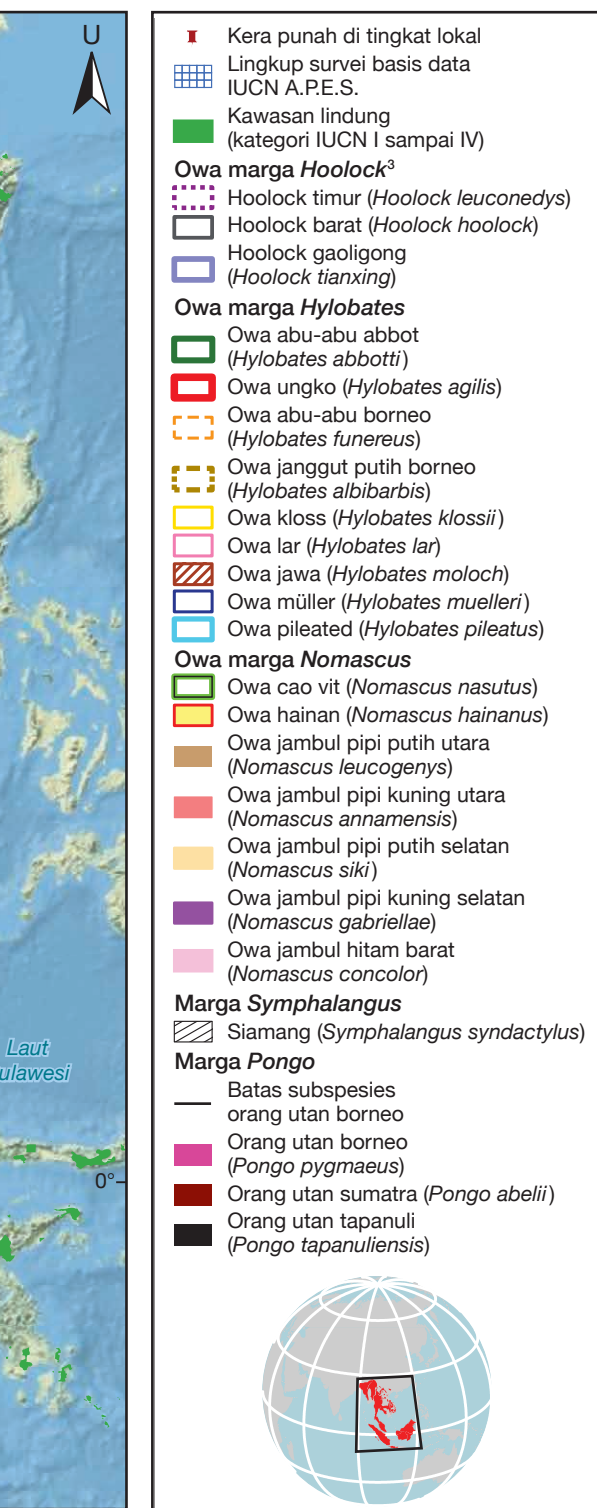 U
Laut
ulawesi
0°
Kera punah di tingkat lokal
Lingkup survei basis data
IUCN A.P.E.S.
Kawasan lindung
(kategori IUCN I sampai IV)
Owa marga Hoolock³
Hoolock timur (Hoolock leuconedys)
Hoolock barat (Hoolock hoolock)
Hoolock gaoligong
(Hoolock tianxing)
Owa marga Hylobates
Owa abu-abu abbot
(Hylobates abbotti)
Owa ungko (Hylobates agilis)
Owa abu-abu borneo
(Hylobates funereus)
Owa janggut putih borneo
(Hylobates albibarbis)
Owa kloss (Hylobates klossii)
Owa lar (Hylobates lar)
Owa jawa (Hylobates moloch)
Owa müller (Hylobates muelleri)
Owa pileated (Hylobates pileatus)
Owa marga Nomascus
Owa cao vit (Nomascus nasutus)
Owa hainan (Nomascus hainanus)
Owa jambul pipi putih utara
(Nomascus leucogenys)
Owa jambul pipi kuning utara
(Nomascus annamensis)
Owa jambul pipi putih selatan
(Nomascus siki)
Owa jambul pipi kuning selatan
(Nomascus gabriellae)
Owa jambul hitam barat
(Nomascus concolor)
Marga Symphalangus
Siamang (Symphalangus syndactylus)
Marga Pongo
Batas subspesies
orang utan borneo
Orang utan borneo
(Pongo pygmaeus)
Orang utan sumatra (Pongo abelii)
Orang utan tapanuli
(Pongo tapanuliensis)